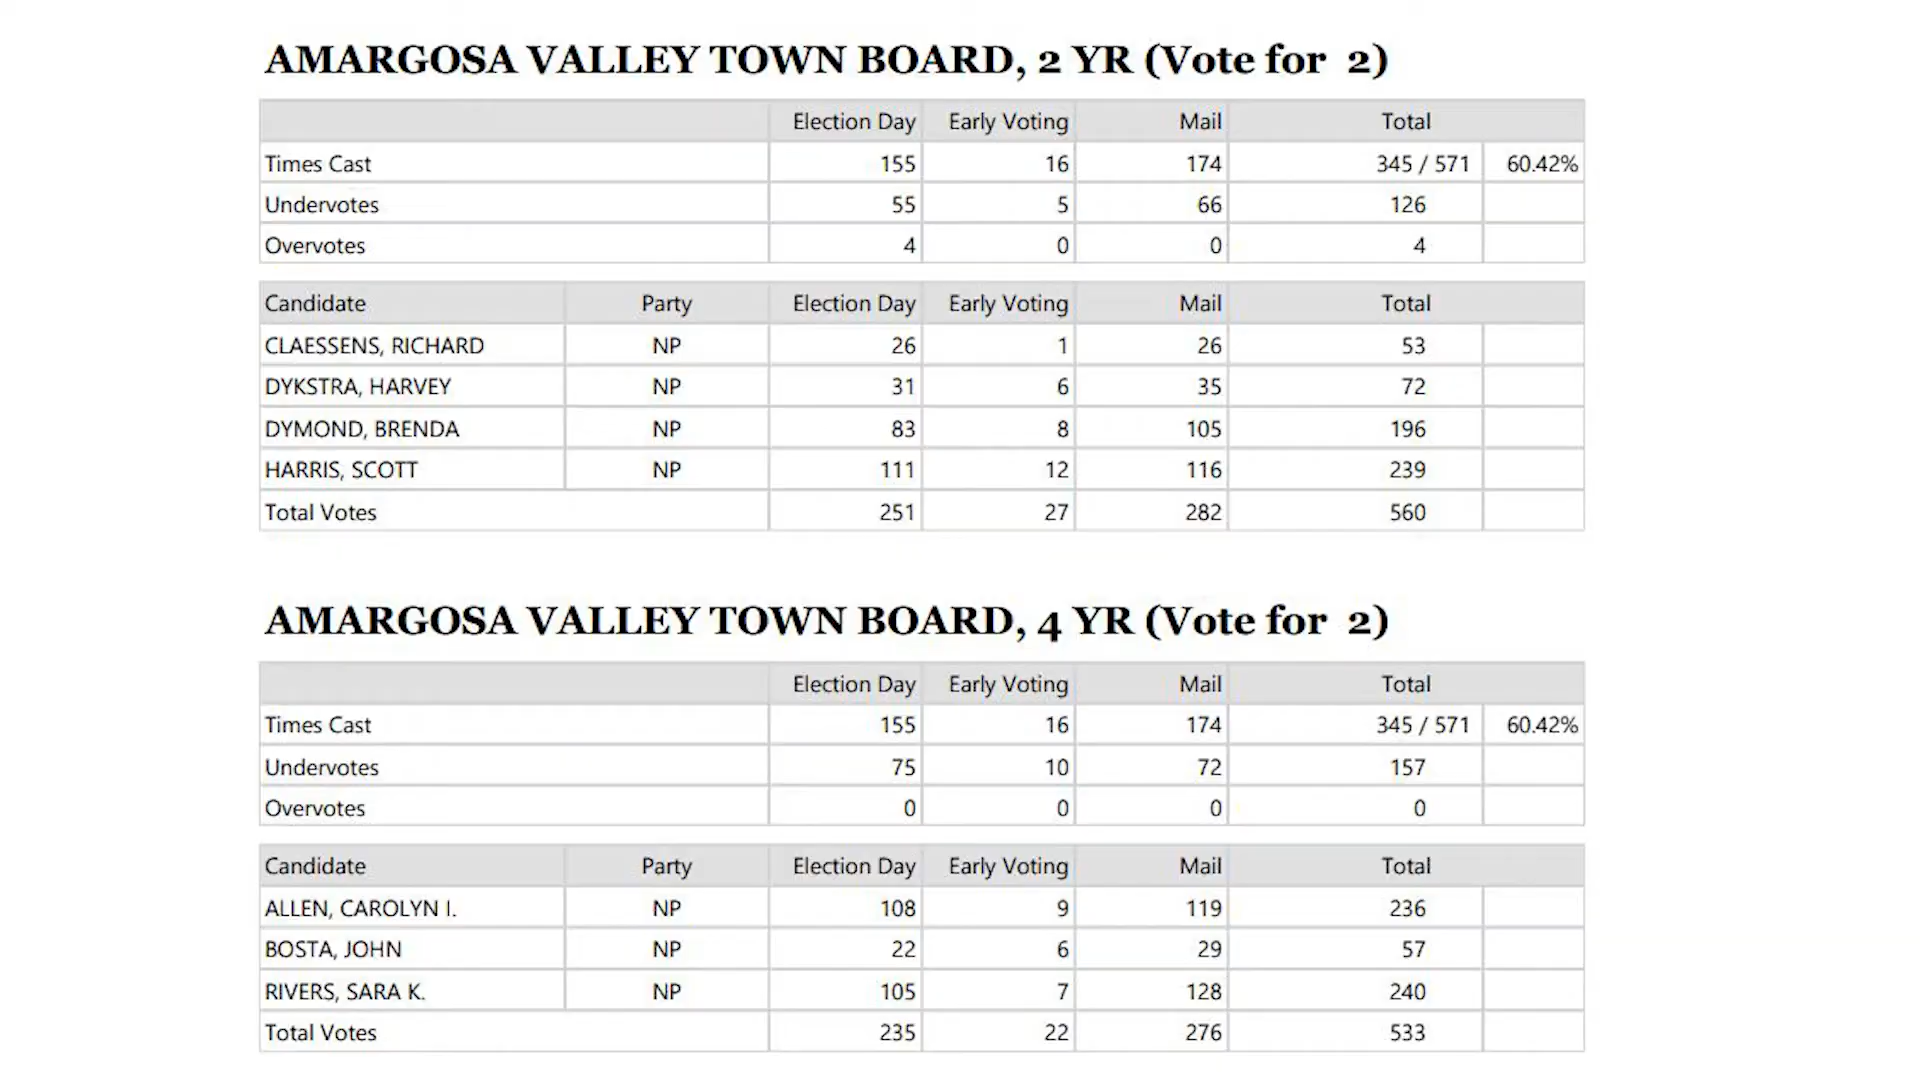 AMARGOSA VALLEY TOWN BOARD, 2 YR (Vote for 2)
Election Day Early Voting Mail Total
Times Cast 155 16 174 345 / 571 60.42%
Undervotes 55 5 66 126
Overvotes 4 0 0 4
Candidate Party Election Day Early Voting Mail Total
CLAESSENS, RICHARD NP 26 1 26 53
DYKSTRA, HARVEY NP 31 6 35 72
DYMOND, BRENDA NP 83 8 105 196
HARRIS, SCOTT NP 111 12 116 239
Total Votes 251 27 282 560
AMARGOSA VALLEY TOWN BOARD, 4 YR (Vote for 2)
Election Day Early Voting Mail Total
Times Cast 155 16 174 345 / 571 60.42%
Undervotes 75 10 72 157
Overvotes 0 0 0 0
Candidate Party Election Day Early Voting Mail Total
ALLEN, CAROLYN I. NP 108 9 119 236
BOSTA, JOHN NP 22 6 29 57
RIVERS, SARA K. NP 105 7 128 240
Total Votes 235 22 276 533